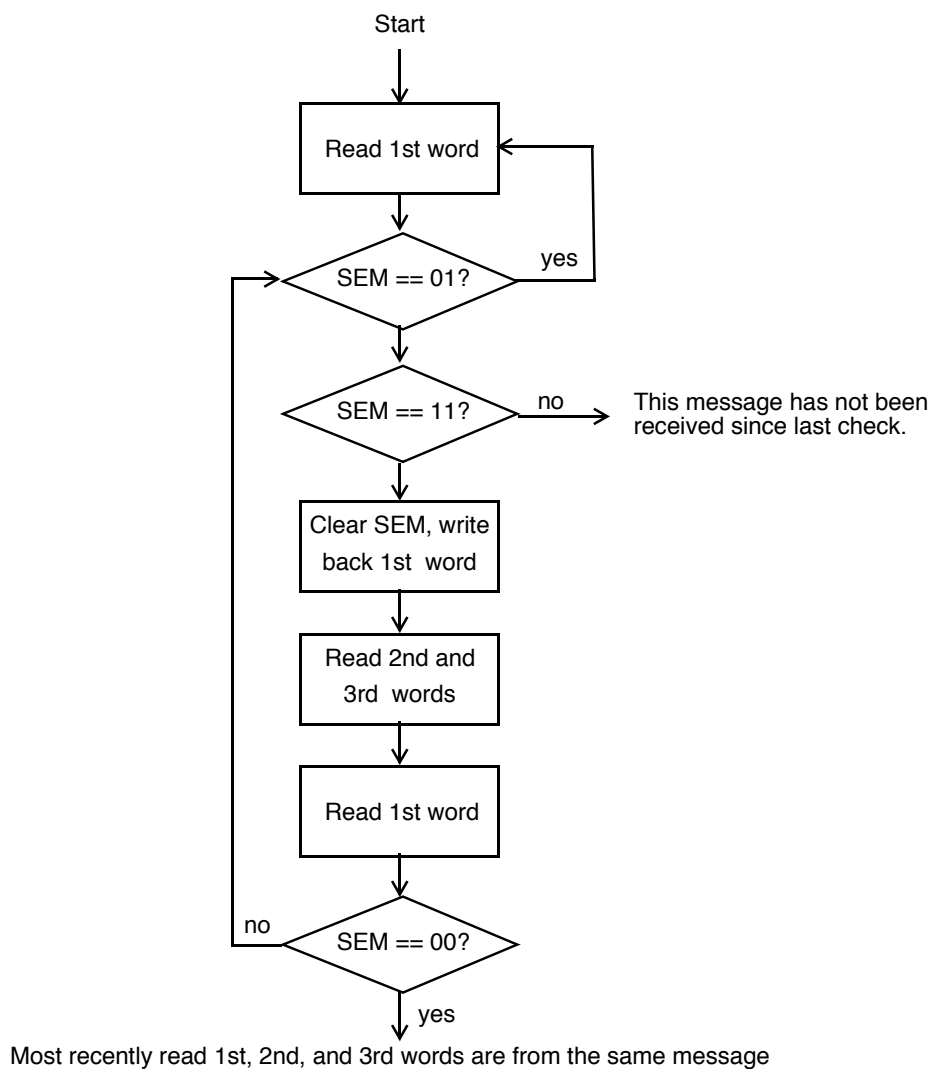 Start
Read 1st word
yes
SEM == 01?
SEM == 11?
no
This message has not been
received since last check.
Clear SEM, write
back 1st word
Read 2nd and
3rd words
Read 1st word
no
SEM == 00?
yes
Most recently read 1st, 2nd, and 3rd words are from the same message